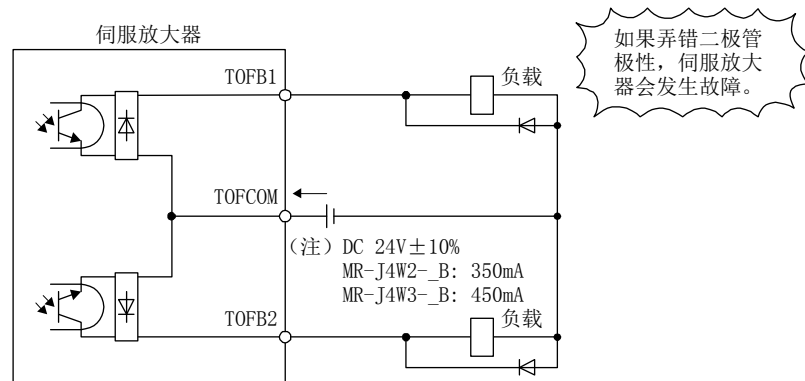 伺服放大器
如果弄错二极管
极性，伺服放大
器会发生故障。
TOFB1
负载
TOFCOM
（注）DC 24V±10%
MR-J4W2-_B: 350mA
MR-J4W3-_B: 450mA
TOFB2
负载